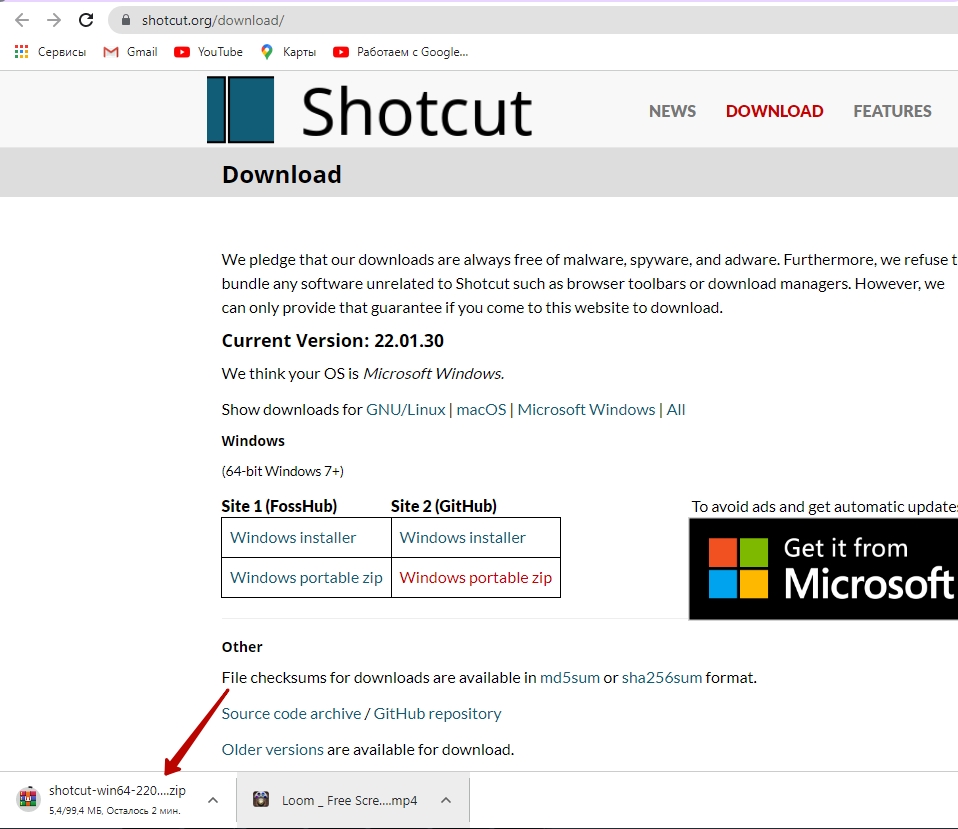 shotcut.org/download/
Сервисы Gmail YouTube Карты Работаем с Google...
Shotcut NEWS DOWNLOAD FEATURES
Download
We pledge that our downloads are always free of malware, spyware, and adware. Furthermore, we refuse t
bundle any software unrelated to Shotcut such as browser toolbars or download managers. However, we
can only provide that guarantee if you come to this website to download.
Current Version: 22.01.30
We think your OS is Microsoft Windows.
Show downloads for GNU/Linux | macOS | Microsoft Windows | All
Windows
(64-bit Windows 7+)
Site 1 (FossHub) Site 2 (GitHub) To avoid ads and get automatic updates
Windows installer Windows installer Get it from
Windows portable zip Windows portable zip Microsoft
Other
File checksums for downloads are available in md5sum or sha256sum format.
Source code archive / GitHub repository
Older versions are available for download.
shotcut-win64-220....zip Loom _ Free Scre....mp4
5,4/99,4 МБ, Осталось 2 мин.